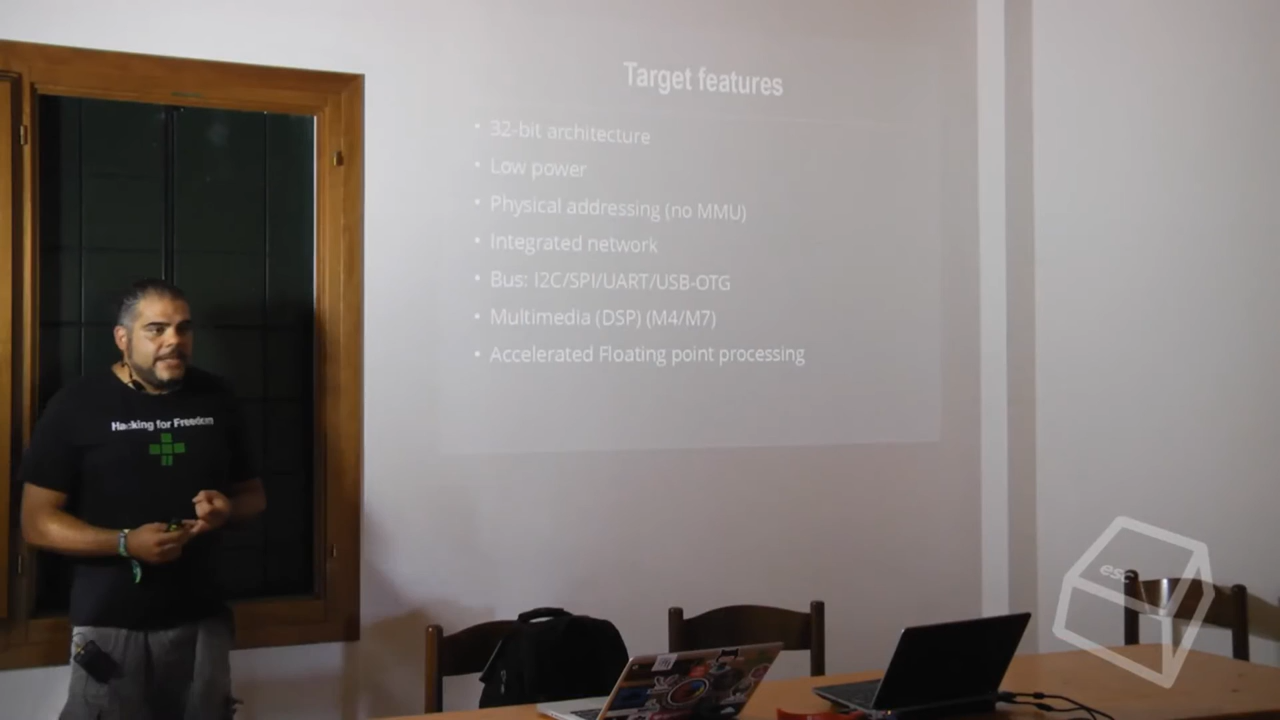 Target features
• 32-bit architecture
• Low power
• Physical addressing (no MMU)
• Integrated network
• Bus: I2C/SPI/UART/USB-OTG
• Multimedia (DSP) (M4/M7)
• Accelerated Floating point processing
Hacking for Freedom
esc